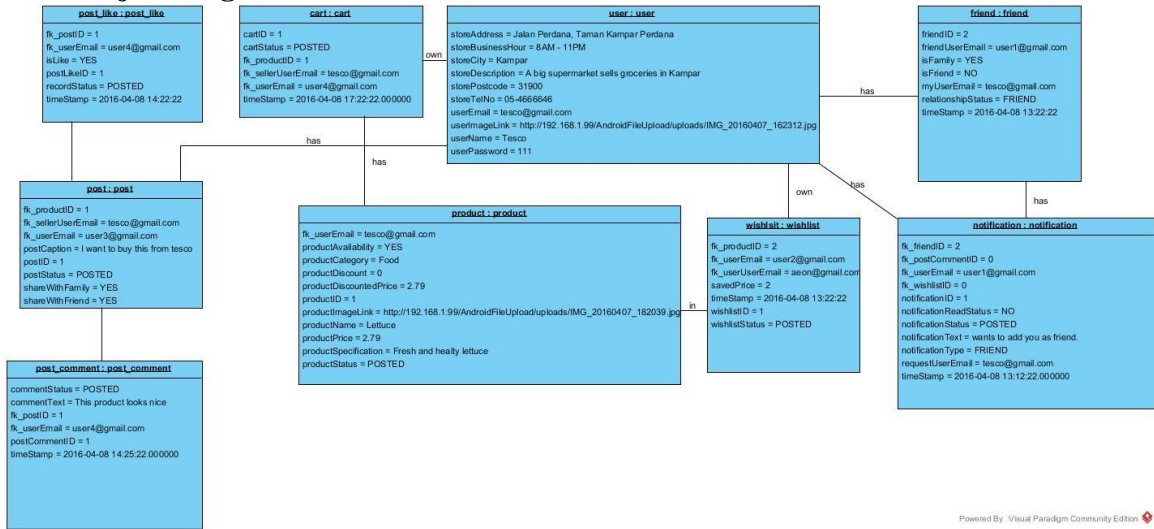 post_like : post_like
fk_postID = 1
fk_userEmail = user4@gmail.com
isLike = YES
postLikeID = 1
recordStatus = POSTED
timeStamp = 2016-04-08 14:22:22
cart : cart
cartID = 1
cartStatus = POSTED
fk_productID = 1
fk_sellerUserEmail = tesco@gmail.com
fk_userEmail = user4@gmail.com
timeStamp = 2016-04-08 17:22:22.000000
own
user : user
storeAddress = Jalan Perdana, Taman Kampar Perdana
storeBusinessHour = 8AM - 11PM
storeCity = Kampar
storeDescription = A big supermarket sells groceries in Kampar
storePostcode = 31900
storeTelNo = 05-4666646
userEmail = tesco@gmail.com
userImageLink = http://192.168.1.99/AndroidFileUpload/uploads/IMG_20160407_162312.jpg
userName = Tesco
userPassword = 111
has
friend : friend
friendID = 2
friendUserEmail = user1@gmail.com
isFamily = YES
isFriend = NO
myUserEmail = tesco@gmail.com
relationshipStatus = FRIEND
timeStamp = 2016-04-08 13:22:22
has
has
own
has
has
post : post
fk_productID = 1
fk_sellerUserEmail = tesco@gmail.com
fk_userEmail = user3@gmail.com
postCaption = I want to buy this from tesco
postID = 1
postStatus = POSTED
shareWithFamily = YES
shareWithFriend = YES
product : product
fk_userEmail = tesco@gmail.com
productAvailability = YES
productCategory = Food
productDiscount = 0
productDiscountedPrice = 2.79
productID = 1
productImageLink = http://192.168.1.99/AndroidFileUpload/uploads/IMG_20160407_182039.jpg
productName = Lettuce
productPrice = 2.79
productSpecification = Fresh and healty lettuce
productStatus = POSTED
in
wishlsit : wishlist
fk_productID = 2
fk_userEmail = user2@gmail.com
fk_userUserEmail = aeon@gmail.com
savedPrice = 2
timeStamp = 2016-04-08 13:22:22
wishlistID = 1
wishlistStatus = POSTED
notification : notification
fk_friendID = 2
fk_postCommentID = 0
fk_userEmail = user1@gmail.com
fk_wishlistID = 0
notificationID = 1
notificationReadStatus = NO
notificationStatus = POSTED
notificationText = wants to add you as friend.
notificationType = FRIEND
requestUserEmail = tesco@gmail.com
timeStamp = 2016-04-08 13:12:22.000000
post_comment : post_comment
commentStatus = POSTED
commentText = This product looks nice
fk_postID = 1
fk_userEmail = user4@gmail.com
postCommentID = 1
timeStamp = 2016-04-08 14:25:22.000000
Powered By Visual Paradigm Community Edition